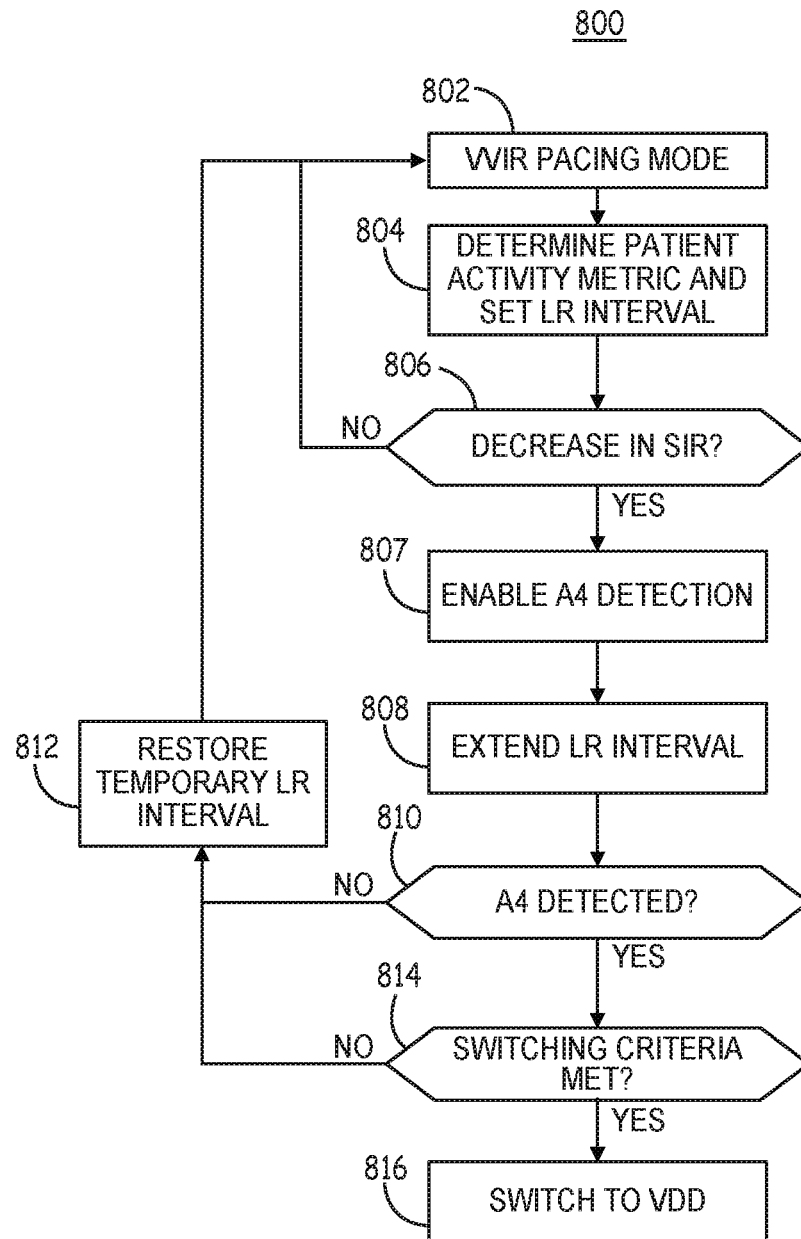 800
802
VVIR PACING MODE
804
DETERMINE PATIENT
ACTIVITY METRIC AND
SET LR INTERVAL
806
NO
DECREASE IN SIR?
YES
807
ENABLE A4 DETECTION
808
EXTEND LR INTERVAL
812
RESTORE
TEMPORARY LR
INTERVAL
810
NO
A4 DETECTED?
YES
814
NO
SWITCHING CRITERIA
MET?
YES
816
SWITCH TO VDD